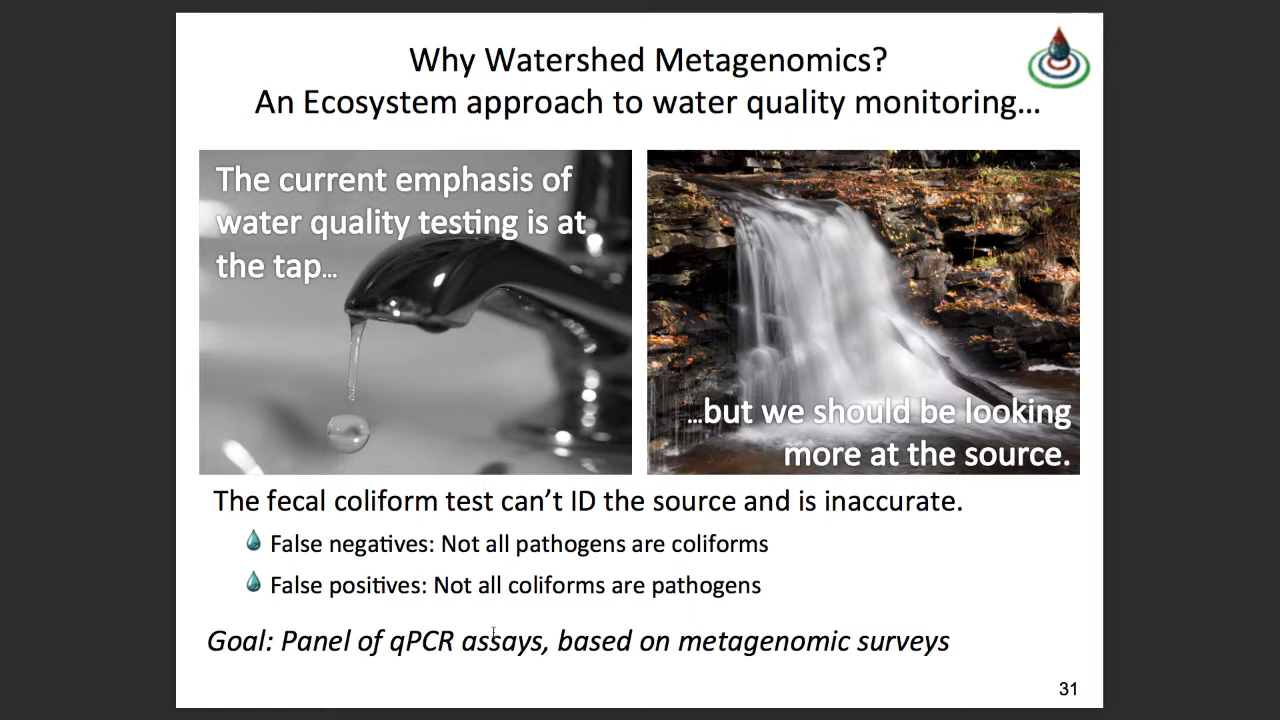 Why Watershed Metagenomics?
An Ecosystem approach to water quality monitoring…
The current emphasis of
water quality testing is at
the tap…
…but we should be looking
more at the source.
The fecal coliform test can’t ID the source and is inaccurate.
False negatives: Not all pathogens are coliforms
False positives: Not all coliforms are pathogens
Goal: Panel of qPCR assays, based on metagenomic surveys
31